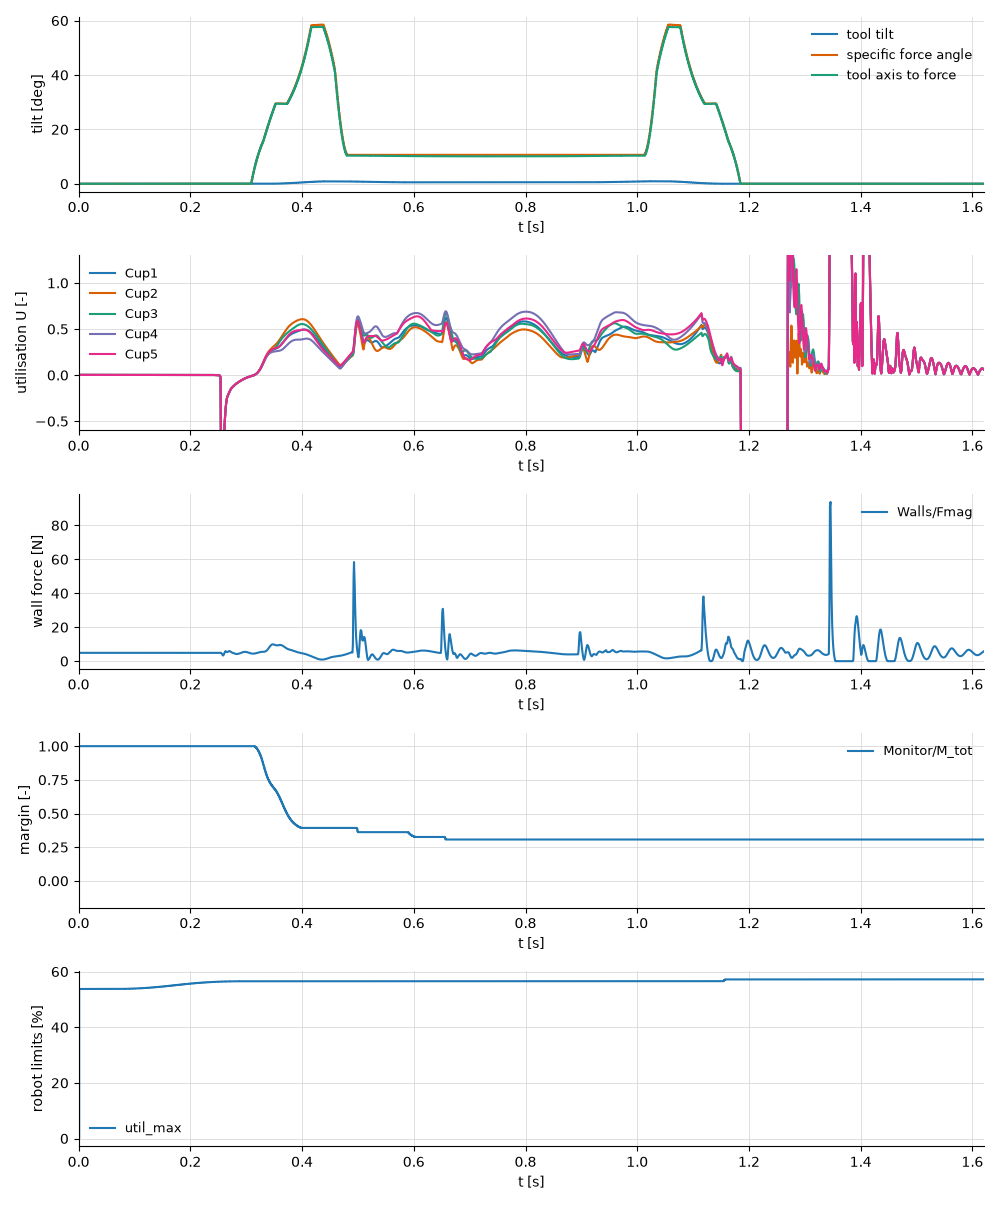 60
40
20
0
tilt [deg]
tool tilt
specific force angle
tool axis to force
0.0 0.2 0.4 0.6 0.8 1.0 1.2 1.4 1.6
t [s]
1.0
0.5
0.0
−0.5
utilisation U [-]
Cup1
Cup2
Cup3
Cup4
Cup5
0.0 0.2 0.4 0.6 0.8 1.0 1.2 1.4 1.6
t [s]
80
60
40
20
0
wall force [N]
Walls/Fmag
0.0 0.2 0.4 0.6 0.8 1.0 1.2 1.4 1.6
t [s]
1.00
0.75
0.50
0.25
0.00
margin [-]
Monitor/M_tot
0.0 0.2 0.4 0.6 0.8 1.0 1.2 1.4 1.6
t [s]
60
40
20
0
robot limits [%]
util_max
0.0 0.2 0.4 0.6 0.8 1.0 1.2 1.4 1.6
t [s]